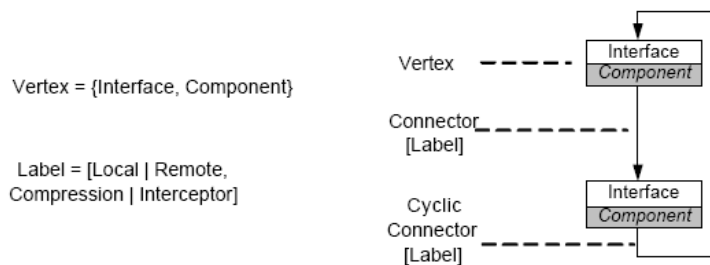 Vertex = {Interface, Component}
Label = [Local | Remote,
Compression | Interceptor]
Vertex
Interface
Component
Connector
[Label]
Interface
Component
Cyclic
Connector
[Label]